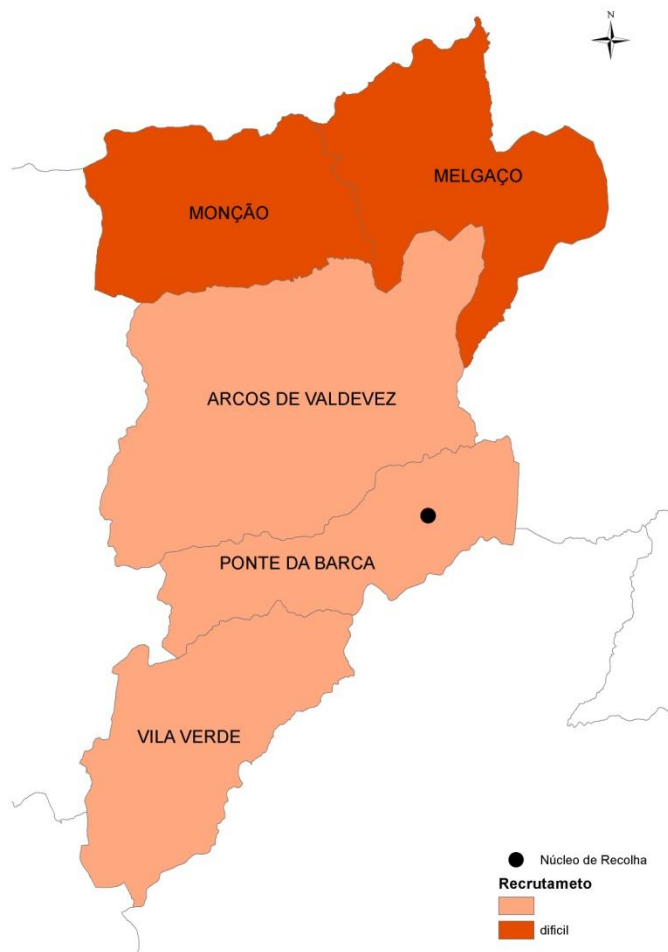 N
MELGAÇO
MONÇÃO
ARCOS DE VALDEVEZ
PONTE DA BARCA
VILA VERDE
Núcleo de Recolha
Recrutameto
dificil